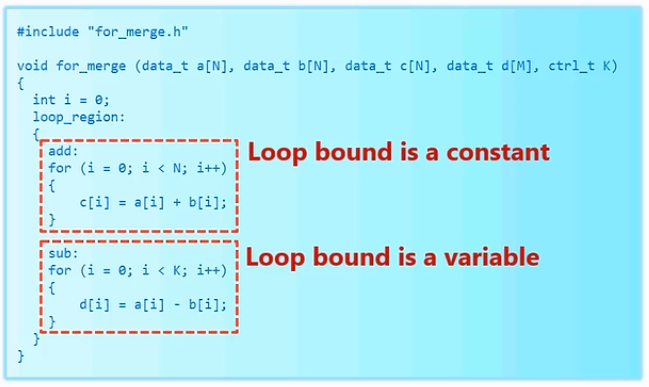 #include "for_merge.h"
void for_merge (data_t a[N], data_t b[N], data_t c[N], data_t d[M], ctrl_t K)
{
int i = 0;
loop_region:
{
add:
for (i = 0; i < N; i++)
{
c[i] = a[i] + b[i];
}
Loop bound is a constant
sub:
for (i = 0; i < K; i++)
{
d[i] = a[i] - b[i];
}
Loop bound is a variable
}
}